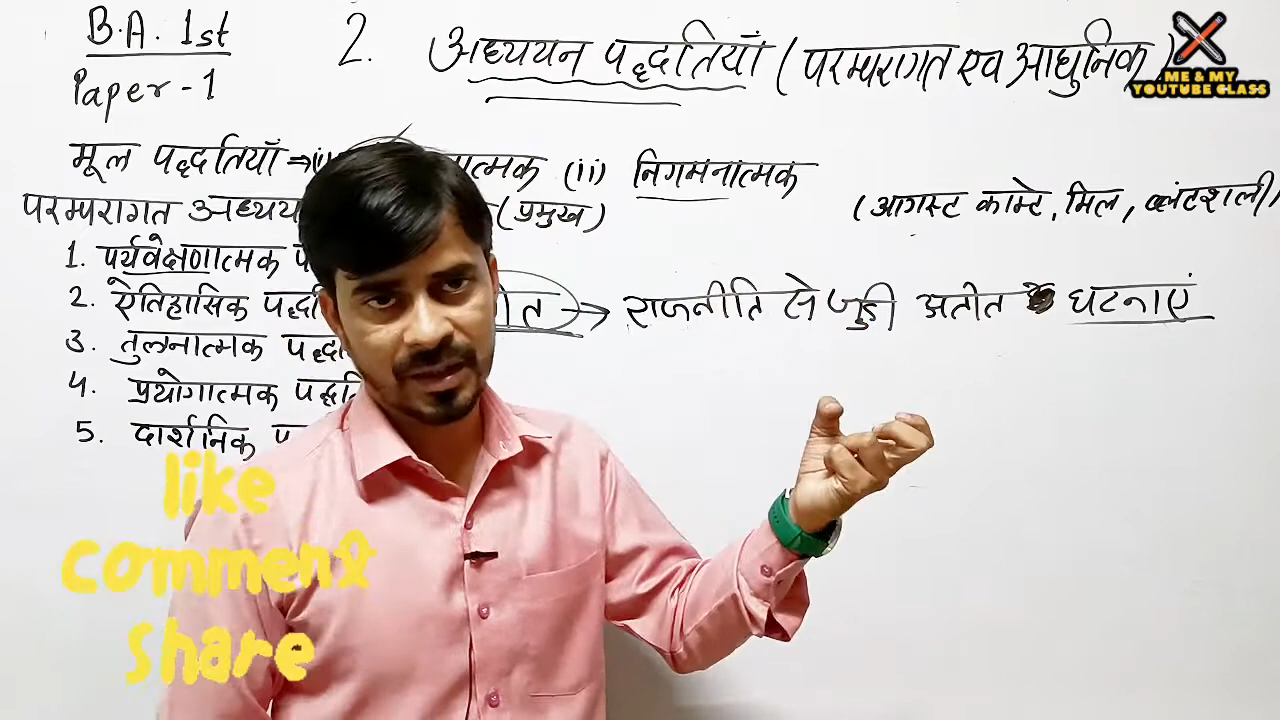 B.A. 1st
Paper - 1
2. अध्ययन पद्धतियाँ (परम्परागत एव आधुनिक)
ME & MY
YOUTUBE CLASS
मूल पद्धतियाँ ⇒ (ii) निगमनात्मक
परम्परागत (प्रमुख)
(आगस्ट काम्टे, मिल, ब्लंटशली)
1. पर्यवेक्षणात्मक
2. ऐतिहासिक → राजनीति से जुडी अतीत घटनाएं
3. तुलनात्मक
4. प्रयोगात्मक
5. दार्शनिक
like
comment
share